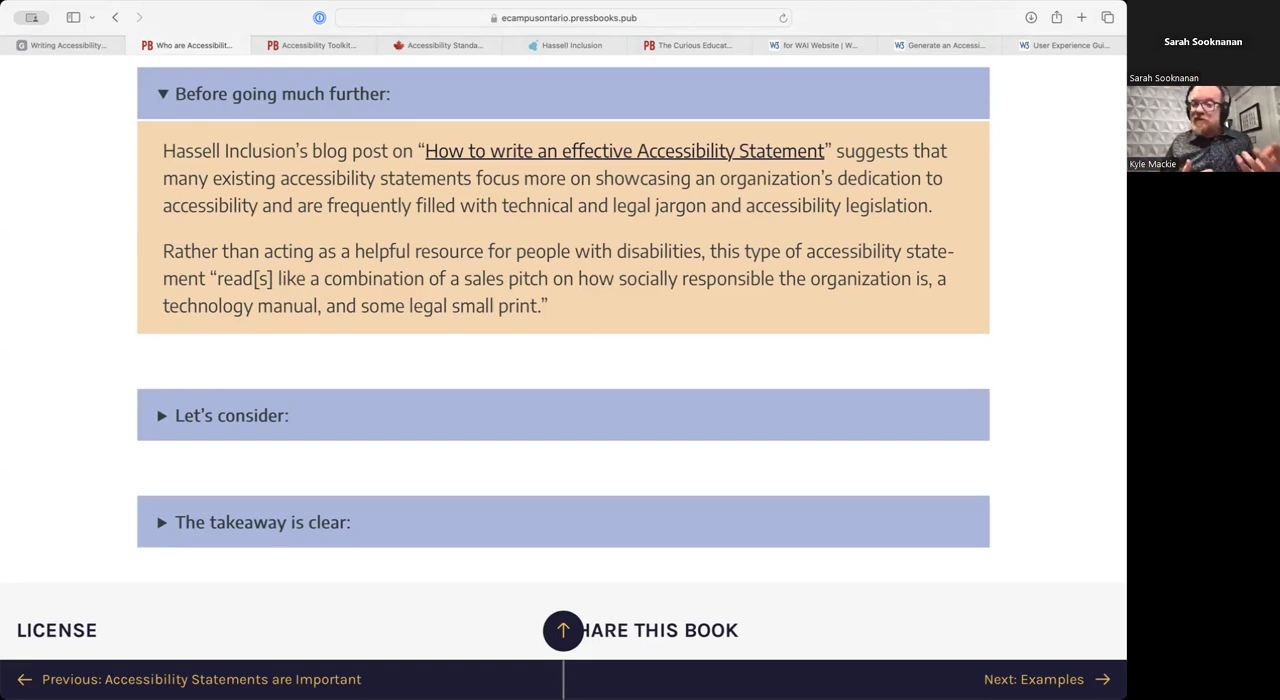 ecampusontario.pressbooks.pub
Writing Accessibility...
PB Who are Accessibilit...
PB Accessibility Toolkit...
Accessibility Standa...
Hassell Inclusion
PB The Curious Educat...
W3 for WAI Website | W...
W3 Generate an Accessi...
W3 User Experience Gui...
Sarah Sooknanan
Sarah Sooknanan
Kyle Mackie
Before going much further:
Hassell Inclusion’s blog post on “How to write an effective Accessibility Statement” suggests that
many existing accessibility statements focus more on showcasing an organization’s dedication to
accessibility and are frequently filled with technical and legal jargon and accessibility legislation.
Rather than acting as a helpful resource for people with disabilities, this type of accessibility state-
ment “read[s] like a combination of a sales pitch on how socially responsible the organization is, a
technology manual, and some legal small print.”
Let’s consider:
The takeaway is clear:
LICENSE
HARE THIS BOOK
Previous: Accessibility Statements are Important
Next: Examples